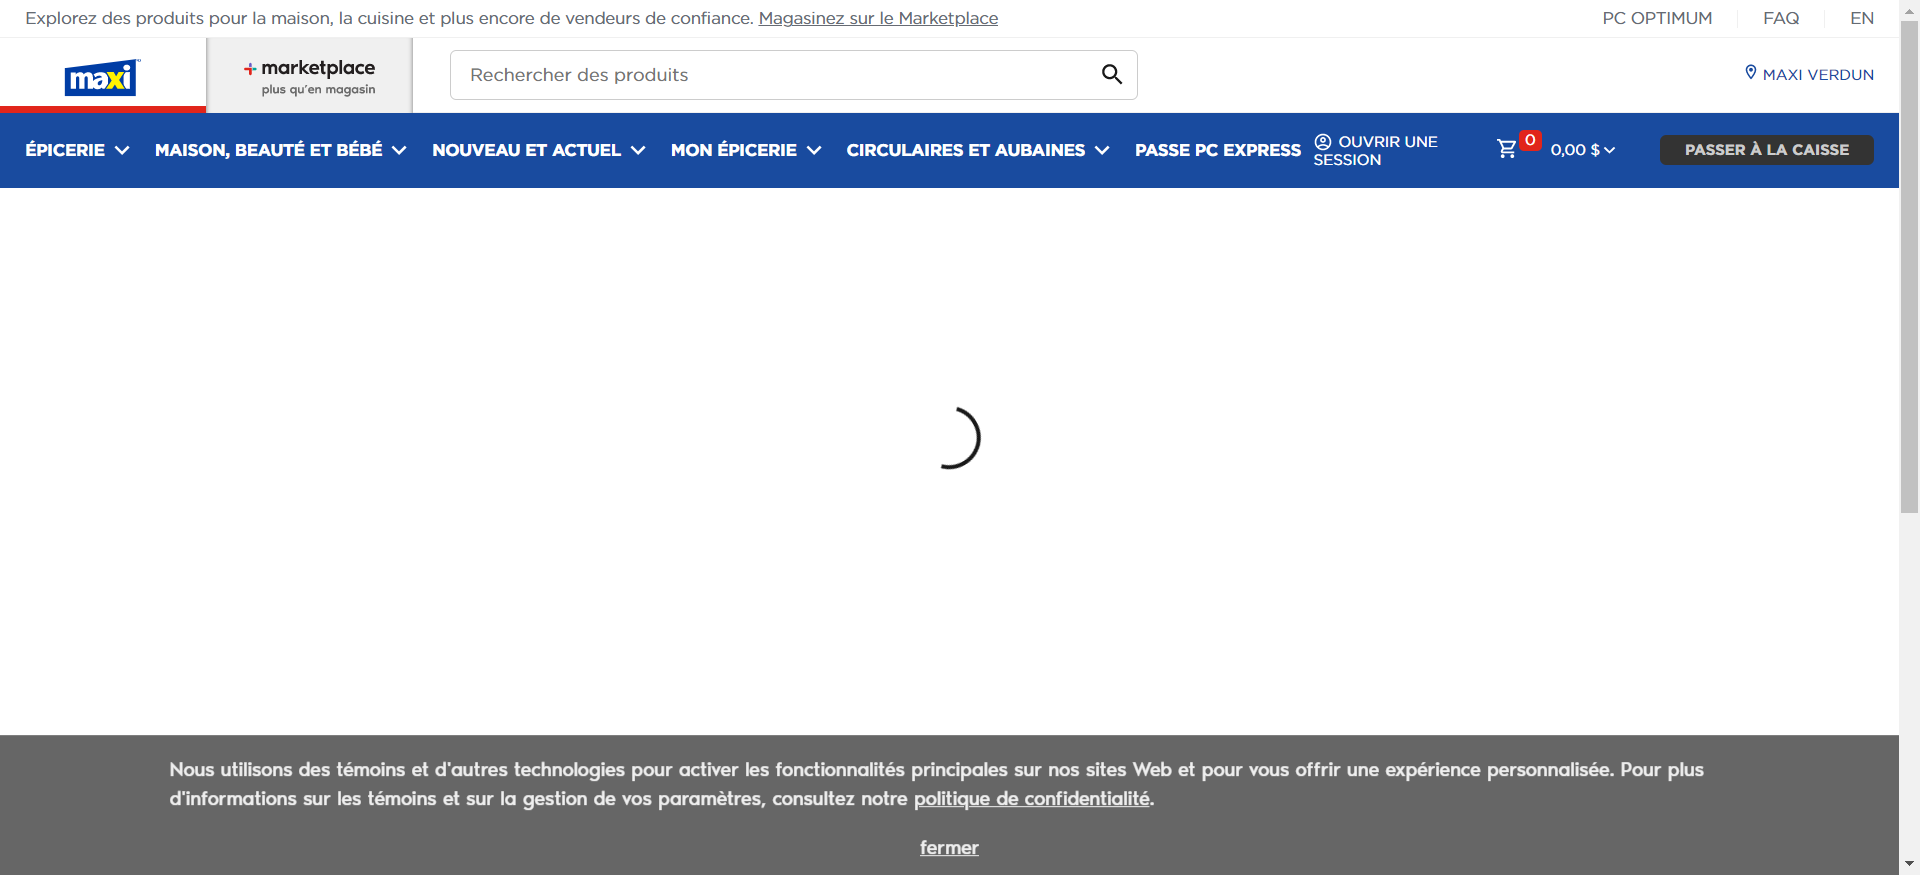 Explorez des produits pour la maison, la cuisine et plus encore de vendeurs de confiance. Magasinez sur le Marketplace
PC OPTIMUM
FAQ
EN
maxi
marketplace
plus qu'en magasin
Rechercher des produits
MAXI VERDUN
ÉPICERIE
MAISON, BEAUTÉ ET BÉBÉ
NOUVEAU ET ACTUEL
MON ÉPICERIE
CIRCULAIRES ET AUBAINES
PASSE PC EXPRESS
OUVRIR UNE
SESSION
0
0,00 $
PASSER À LA CAISSE
Nous utilisons des témoins et d'autres technologies pour activer les fonctionnalités principales sur nos sites Web et pour vous offrir une expérience personnalisée. Pour plus
d'informations sur les témoins et sur la gestion de vos paramètres, consultez notre politique de confidentialité.
fermer